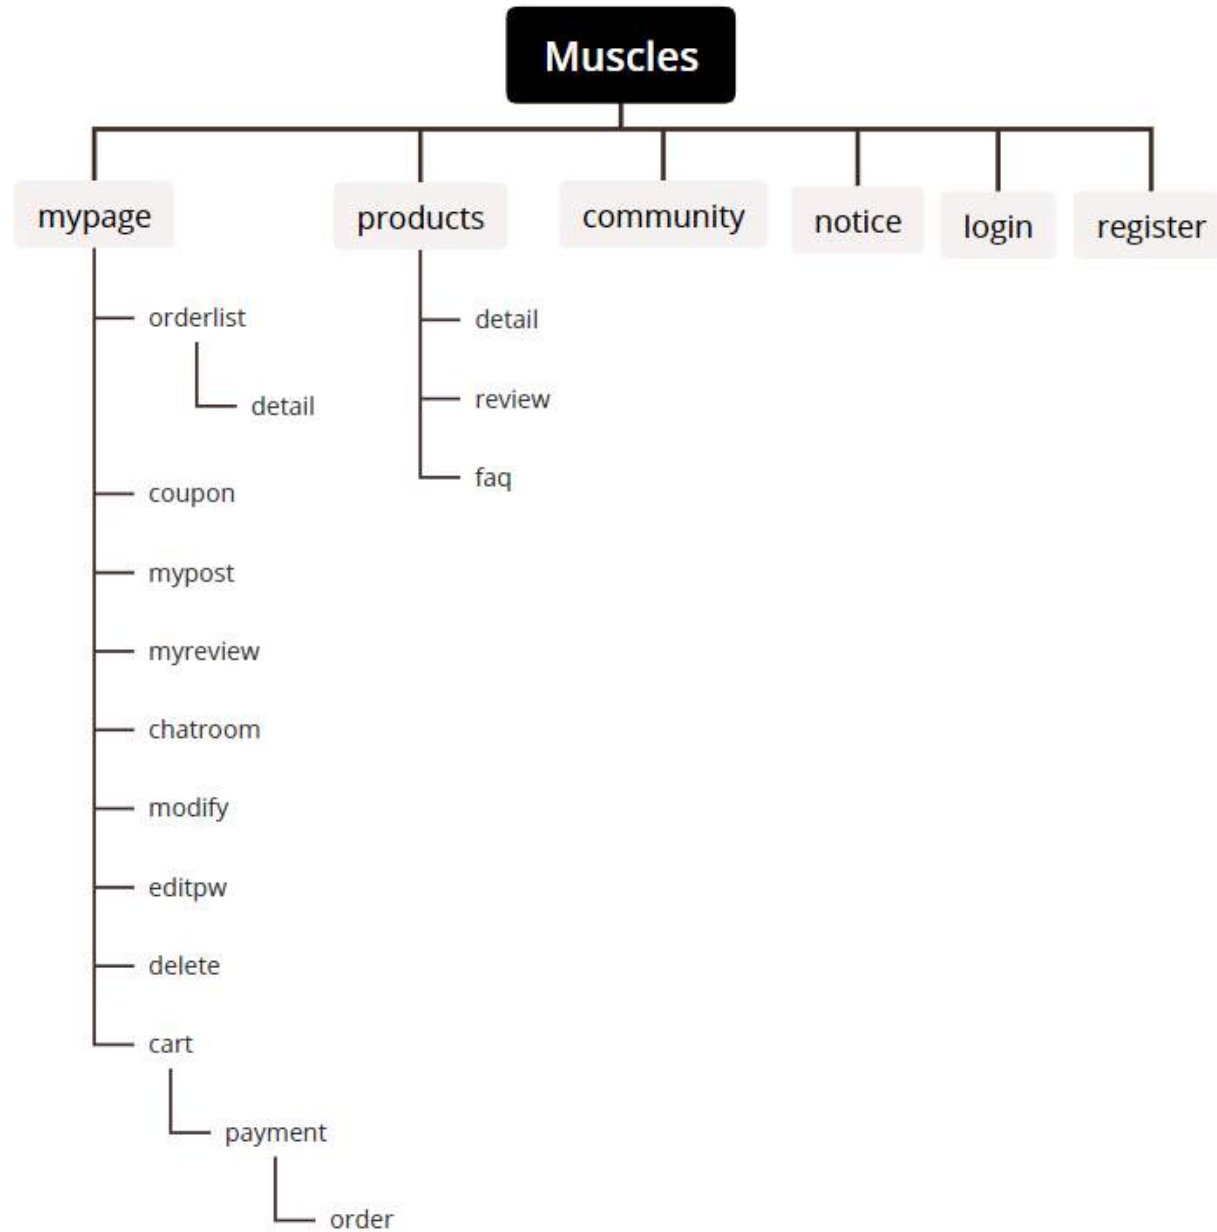 Muscles
mypage
products
community
notice
login
register
orderlist
detail
coupon
mypost
myreview
chatroom
modify
editpw
delete
cart
payment
order
detail
review
faq